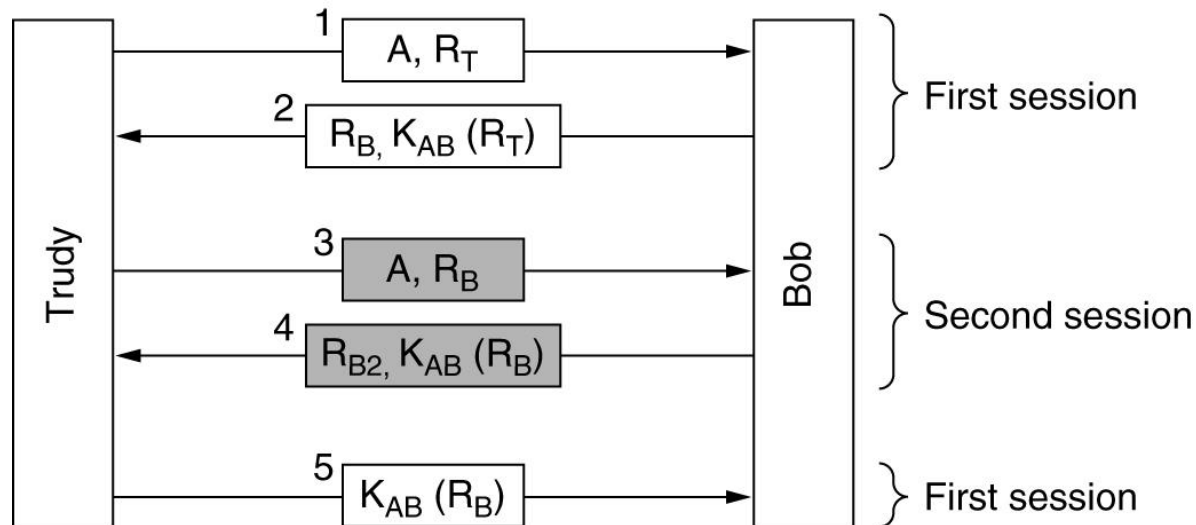 1
A, R_T
First session
2
R_B, K_AB (R_T)
Trudy
Bob
3
A, R_B
Second session
4
R_B2, K_AB (R_B)
5
K_AB (R_B)
First session